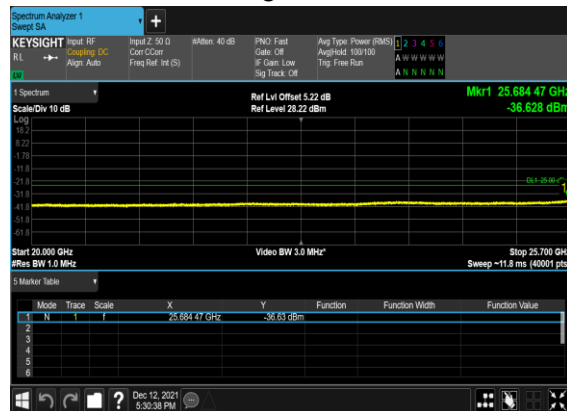 Spectrum Analyzer 1
Swept SA
+
KEYSIGHT Input: RF Input Z: 50 Ω #Atten: 40 dB PNO: Fast Avg Type: Power (RMS) 1 2 3 4 5 6
RL Coupling: DC Corr CCorr Gate: Off Avg|Hold: 100/100 A W W W W W
Align: Auto Freq Ref: Int (S) IF Gain: Low Trig: Free Run
Sig Track: Off A N N N N N
1 Spectrum Ref Lvl Offset 5.22 dB Mkr1 25.684 47 GHz
Scale/Div 10 dB Ref Level 28.22 dBm -36.628 dBm
Log
18.2
8.22
-1.78
-11.8
-21.8 DL1 -25.00
-31.8 1
-41.8
-51.8
-61.8
Start 20.000 GHz Video BW 3.0 MHz* Stop 25.700 GHz
#Res BW 1.0 MHz Sweep ~11.8 ms (40001 pts
5 Marker Table
Mode Trace Scale X Y Function Function Width Function Value
1 N 1 f 25.684 47 GHz -36.63 dBm
2
3
4
5
6
? Dec 12, 2021
5:30:38 PM